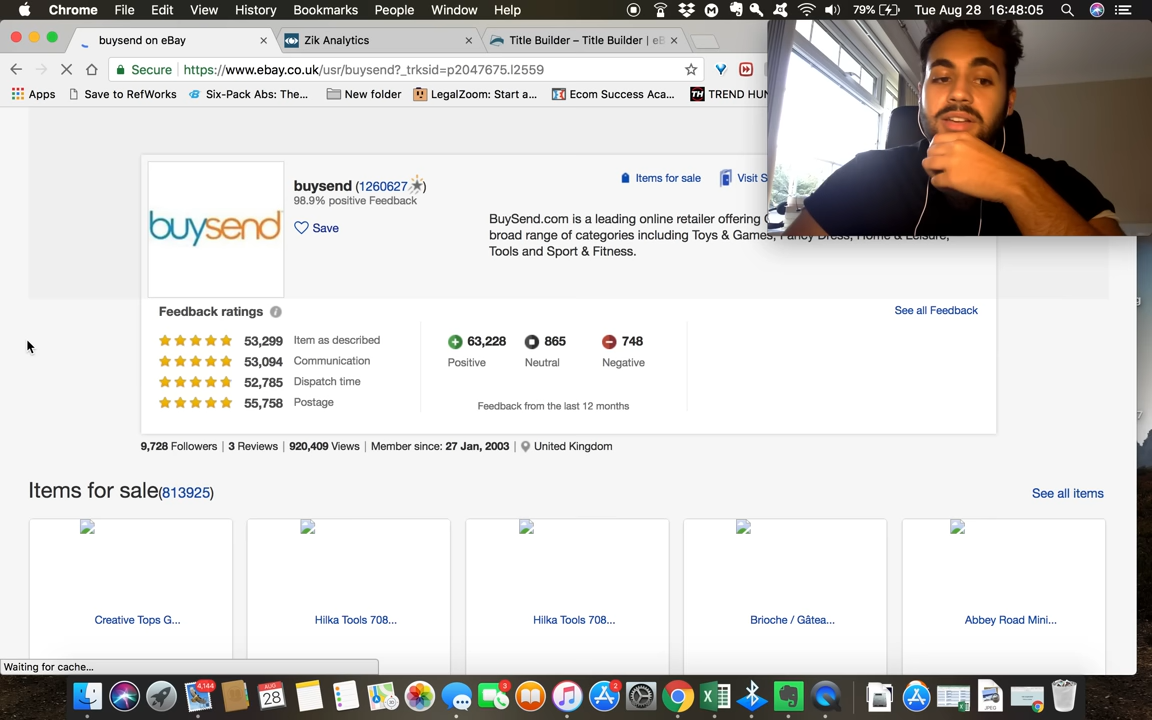 Chrome File Edit View History Bookmarks People Window Help
79% Tue Aug 28 16:48:05
buysend on eBay
Zik Analytics
Title Builder – Title Builder | eB
Secure https://www.ebay.co.uk/usr/buysend?_trksid=p2047675.l2559
Apps Save to RefWorks Six-Pack Abs: The... New folder LegalZoom: Start a... Ecom Success Aca... TH TREND HUN
buysend
buysend (1260627)
98.9% positive Feedback
Save
Items for sale Visit S
BuySend.com is a leading online retailer offering
broad range of categories including Toys & Games, Fancy Dress, Home & Leisure,
Tools and Sport & Fitness.
Feedback ratings
See all Feedback
53,299 Item as described
53,094 Communication
52,785 Dispatch time
55,758 Postage
63,228 865 748
Positive Neutral Negative
Feedback from the last 12 months
9,728 Followers | 3 Reviews | 920,409 Views | Member since: 27 Jan, 2003 | United Kingdom
Items for sale(813925)
See all items
Creative Tops G...
Hilka Tools 708...
Hilka Tools 708...
Brioche / Gâtea...
Abbey Road Mini...
Waiting for cache...
4,144
AUG
28
3
2
JPEG